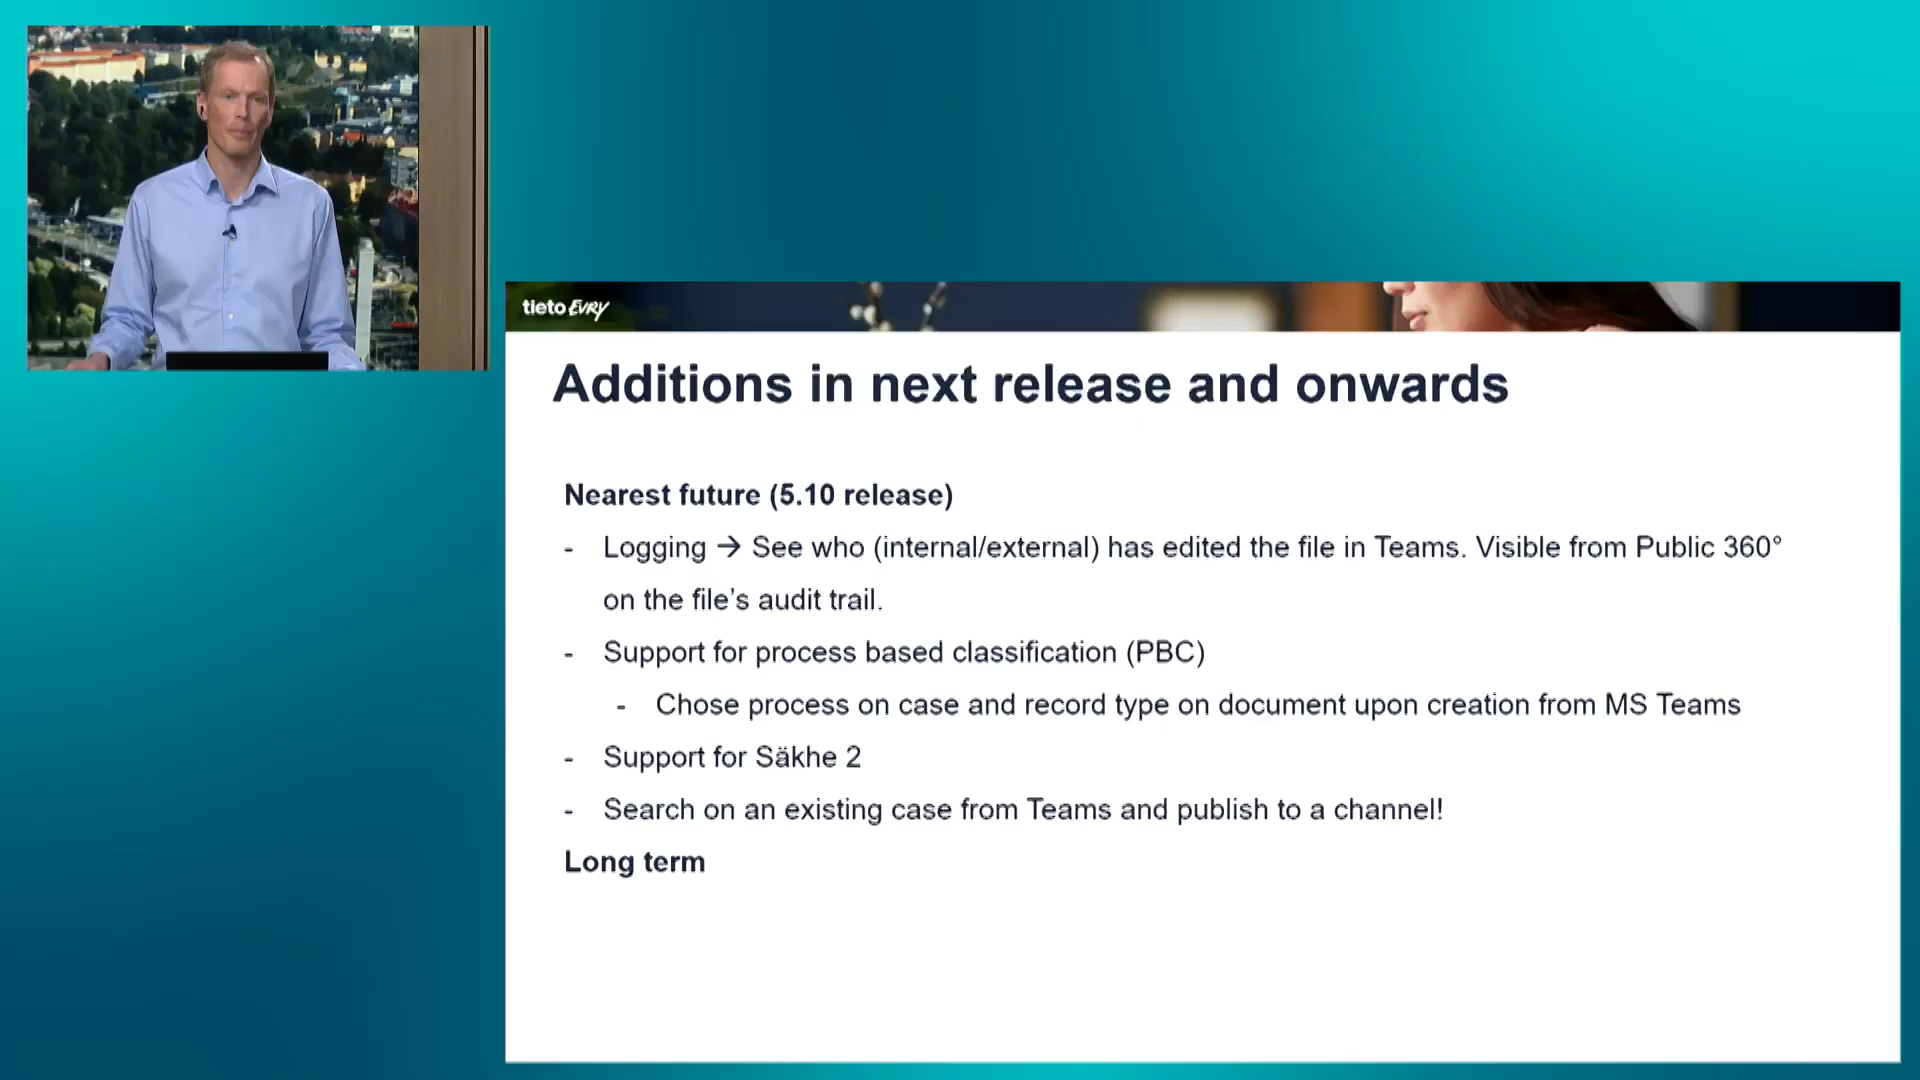 tieto EVRY
Additions in next release and onwards
Nearest future (5.10 release)
- Logging → See who (internal/external) has edited the file in Teams. Visible from Public 360°
on the file’s audit trail.
- Support for process based classification (PBC)
- Chose process on case and record type on document upon creation from MS Teams
- Support for Säkhe 2
- Search on an existing case from Teams and publish to a channel!
Long term